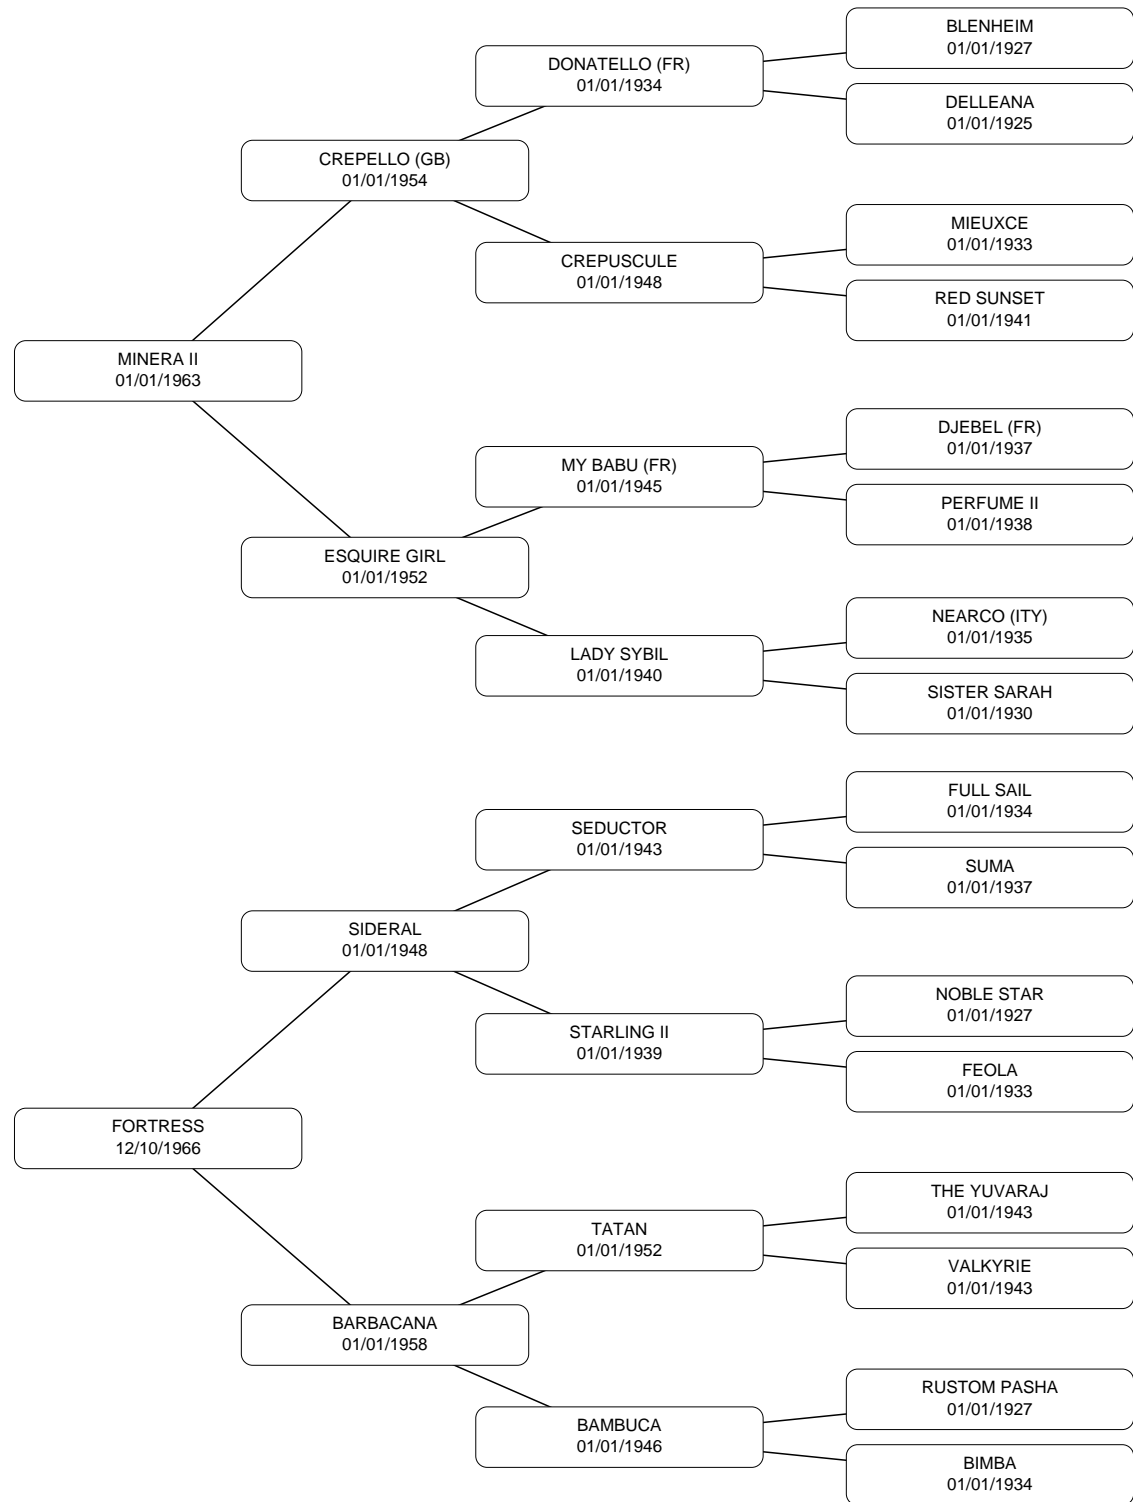 BLENHEIM
01/01/1927
DONATELLO (FR)
01/01/1934
DELLEANA
01/01/1925
CREPELLO (GB)
01/01/1954
MIEUXCE
01/01/1933
CREPUSCULE
01/01/1948
RED SUNSET
01/01/1941
MINERA II
01/01/1963
DJEBEL (FR)
01/01/1937
MY BABU (FR)
01/01/1945
PERFUME II
01/01/1938
ESQUIRE GIRL
01/01/1952
NEARCO (ITY)
01/01/1935
LADY SYBIL
01/01/1940
SISTER SARAH
01/01/1930
FULL SAIL
01/01/1934
SEDUCTOR
01/01/1943
SUMA
01/01/1937
SIDERAL
01/01/1948
NOBLE STAR
01/01/1927
STARLING II
01/01/1939
FEOLA
01/01/1933
FORTRESS
12/10/1966
THE YUVARAJ
01/01/1943
TATAN
01/01/1952
VALKYRIE
01/01/1943
BARBACANA
01/01/1958
RUSTOM PASHA
01/01/1927
BAMBUCA
01/01/1946
BIMBA
01/01/1934